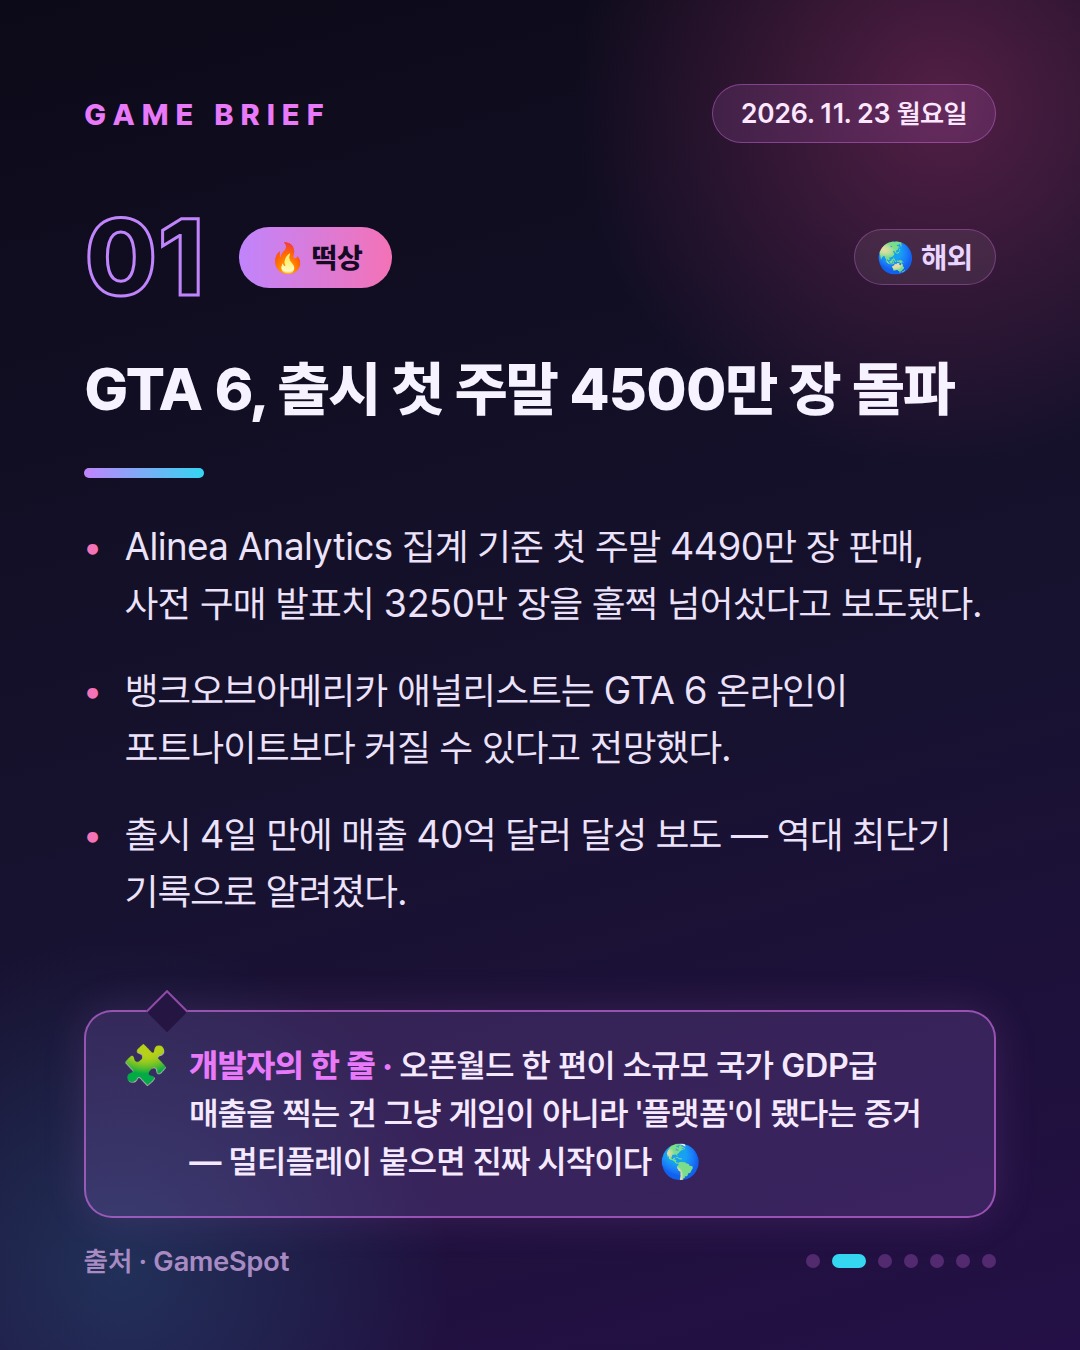 GAME BRIEF
2026. 11. 23 월요일
01
🔥 떡상
🌏 해외
GTA 6, 출시 첫 주말 4500만 장 돌파
• Alinea Analytics 집계 기준 첫 주말 4490만 장 판매,
사전 구매 발표치 3250만 장을 훌쩍 넘어섰다고 보도됐다.
• 뱅크오브아메리카 애널리스트는 GTA 6 온라인이
포트나이트보다 커질 수 있다고 전망했다.
• 출시 4일 만에 매출 40억 달러 달성 보도 — 역대 최단기
기록으로 알려졌다.
🧩 개발자의 한 줄 · 오픈월드 한 편이 소규모 국가 GDP급
매출을 찍는 건 그냥 게임이 아니라 '플랫폼'이 됐다는 증거
— 멀티플레이 붙으면 진짜 시작이다 🌎
출처 · GameSpot